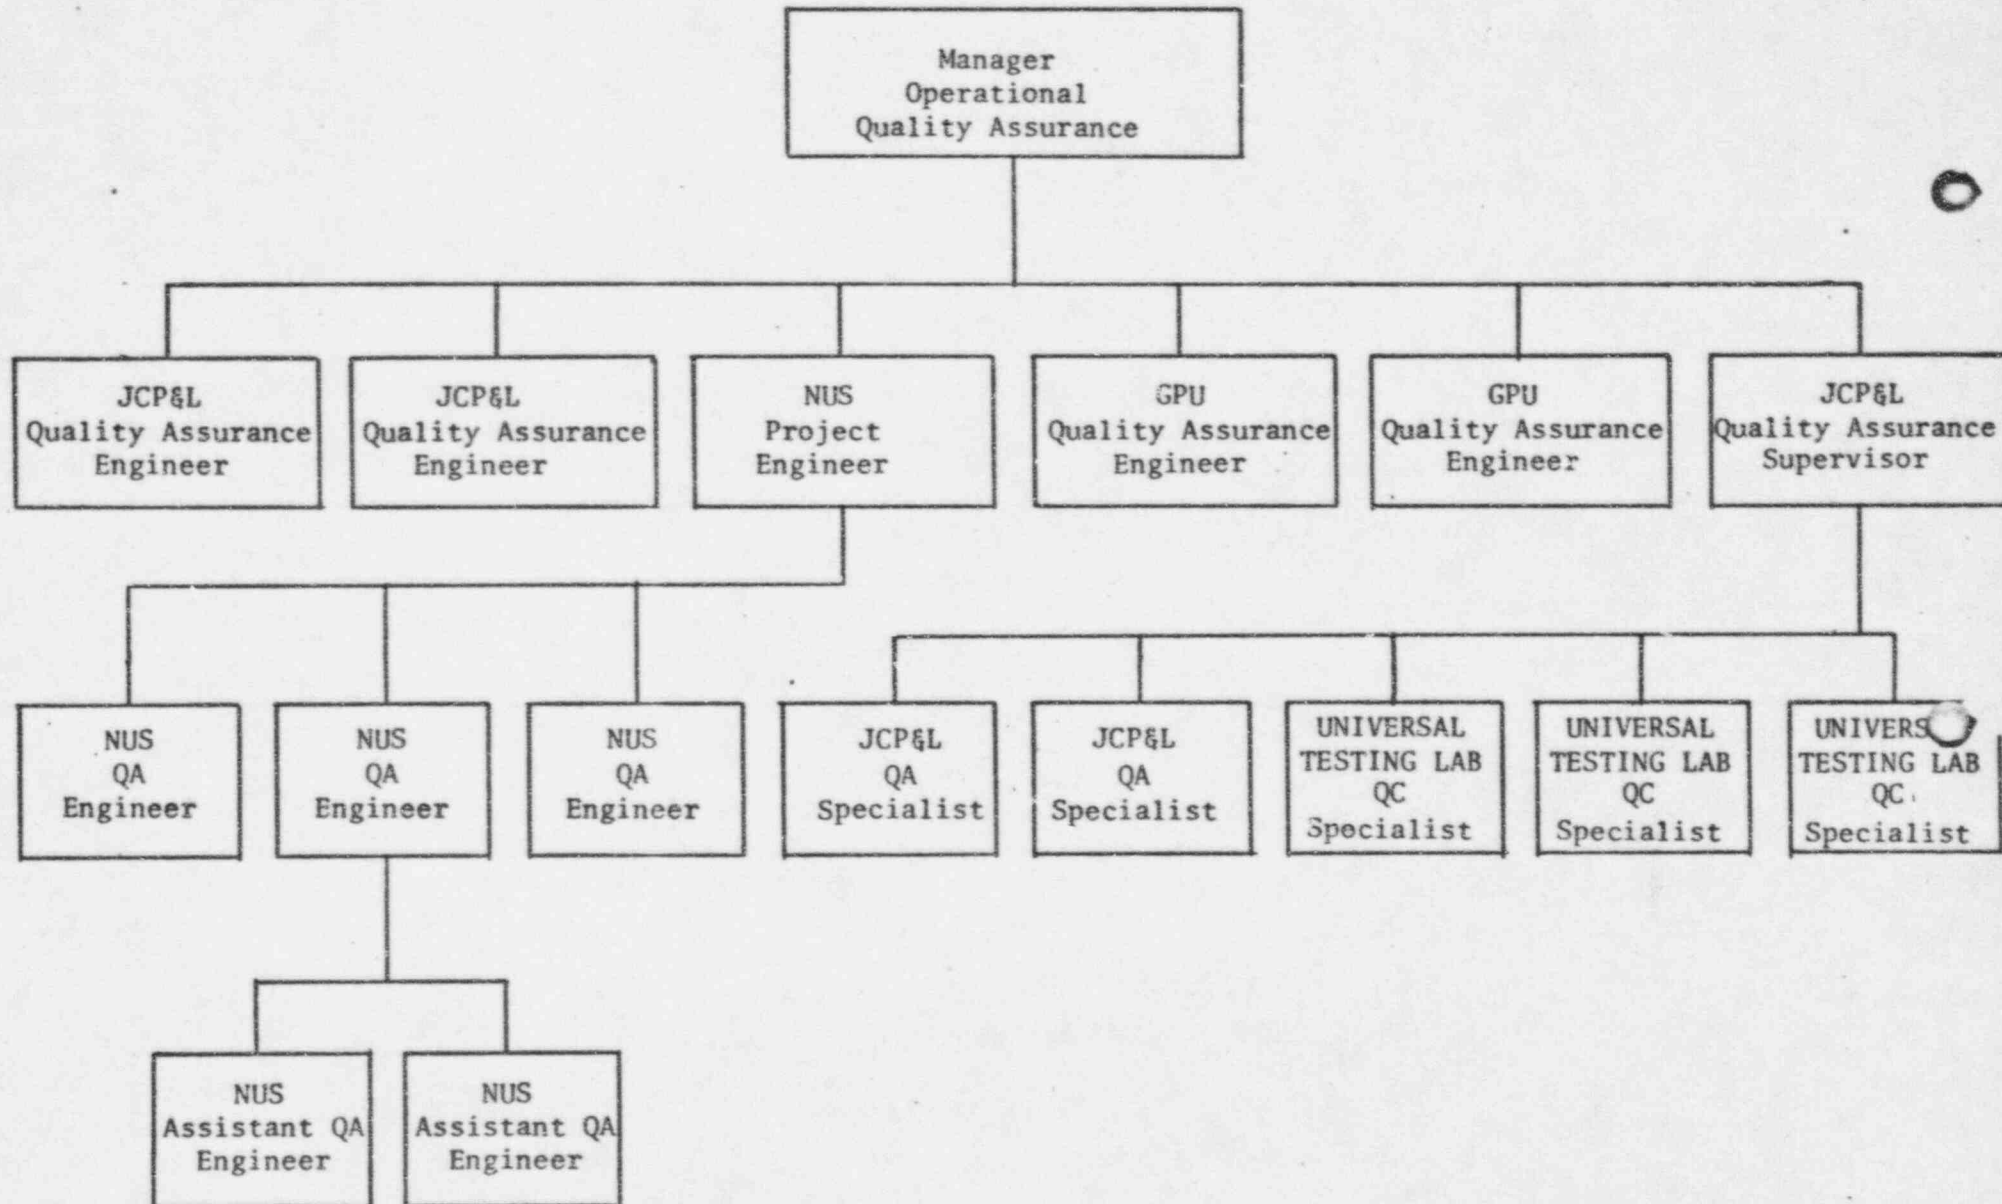 Manager
Operational
Quality Assurance
JCP&L
Quality Assurance
Engineer
JCP&L
Quality Assurance
Engineer
NUS
Project
Engineer
GPU
Quality Assurance
Engineer
GPU
Quality Assurance
Engineer
JCP&L
Quality Assurance
Supervisor
NUS
QA
Engineer
NUS
QA
Engineer
NUS
QA
Engineer
JCP&L
QA
Specialist
JCP&L
QA
Specialist
UNIVERSAL
TESTING LAB
QC
Specialist
UNIVERSAL
TESTING LAB
QC
Specialist
TESTING LAB
QC
Specialist
NUS
Assistant QA
Engineer
NUS
Assistant QA
Engineer